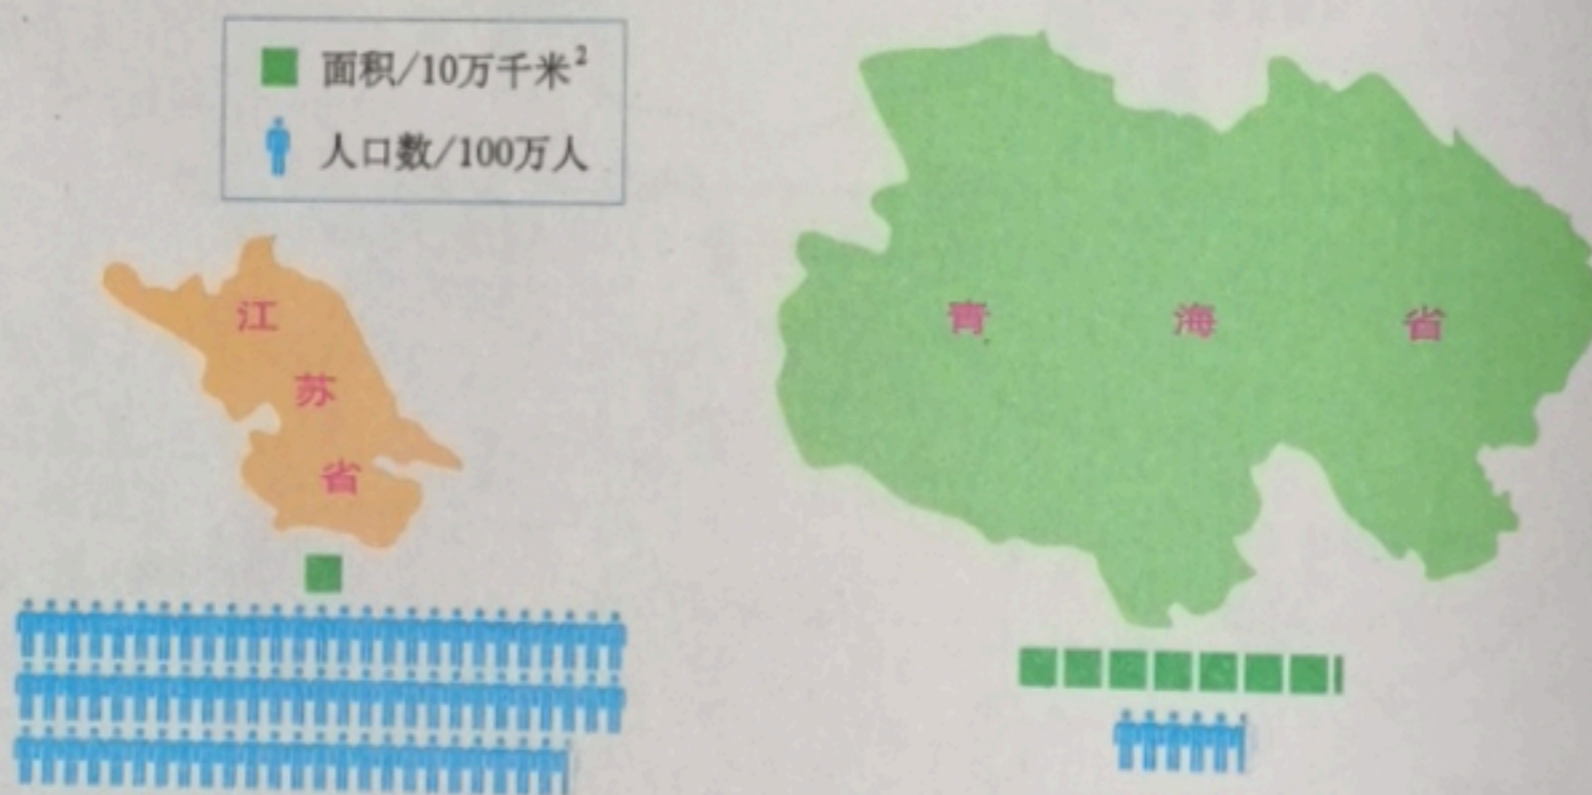 面积/10万千米²
人口数/100万人
江
苏
省
青 海 省